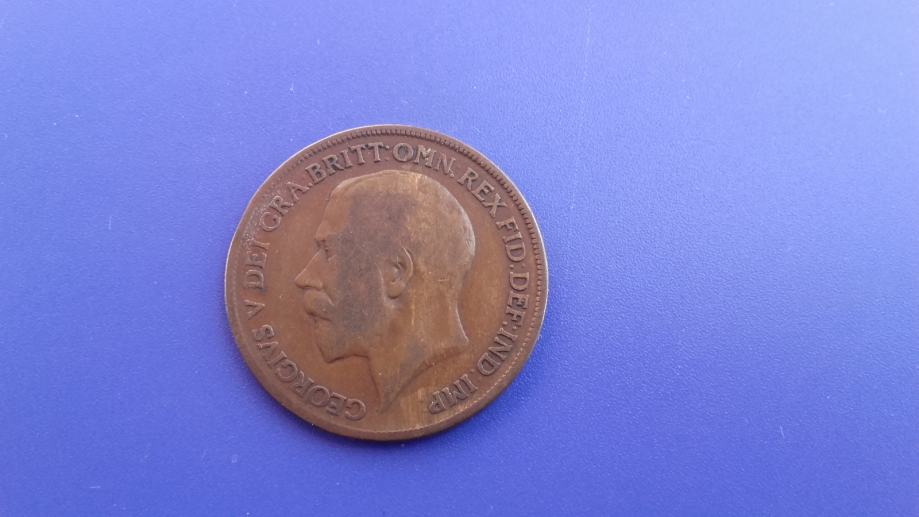 GEORGIVS V DEI GRA: BRITT: OMN: REX FID: DEF: IND: IMP: